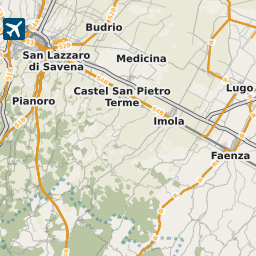 Budrio
San Lazzaro
di Savena
Medicina
Castel San Pietro
Terme
Lugo
Pianoro
Imola
Faenza